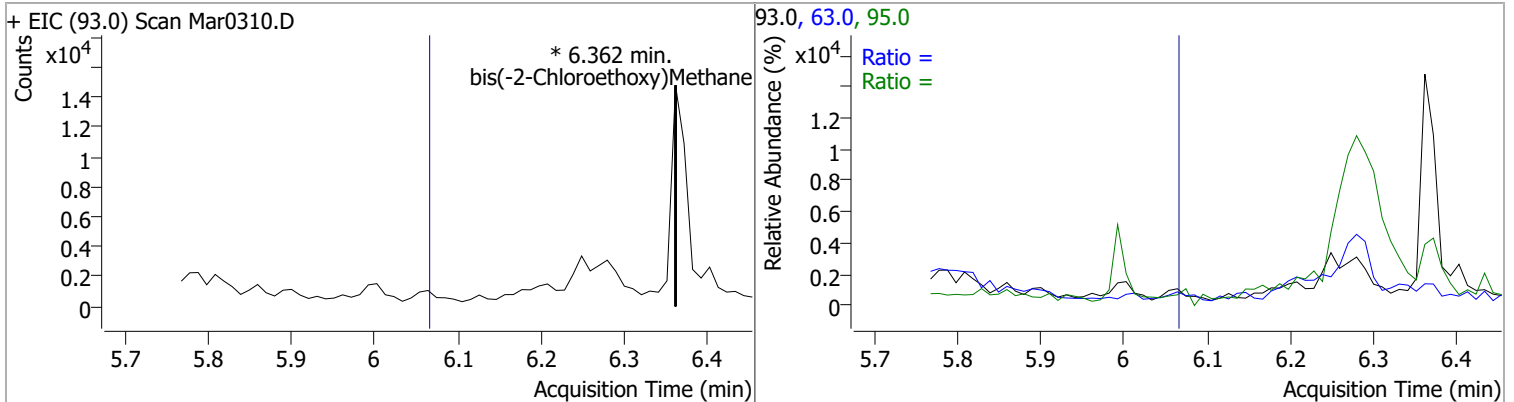 + EIC (93.0) Scan Mar0310.D
Counts
x10⁴
* 6.362 min.
bis(-2-Chloroethoxy)Methane
1.4
1.2
1
0.8
0.6
0.4
0.2
0
5.7 5.8 5.9 6 6.1 6.2 6.3 6.4
Acquisition Time (min)
93.0, 63.0, 95.0
Relative Abundance (%)
x10⁴
Ratio =
Ratio =
1.2
1
0.8
0.6
0.4
0.2
0
5.7 5.8 5.9 6 6.1 6.2 6.3 6.4
Acquisition Time (min)